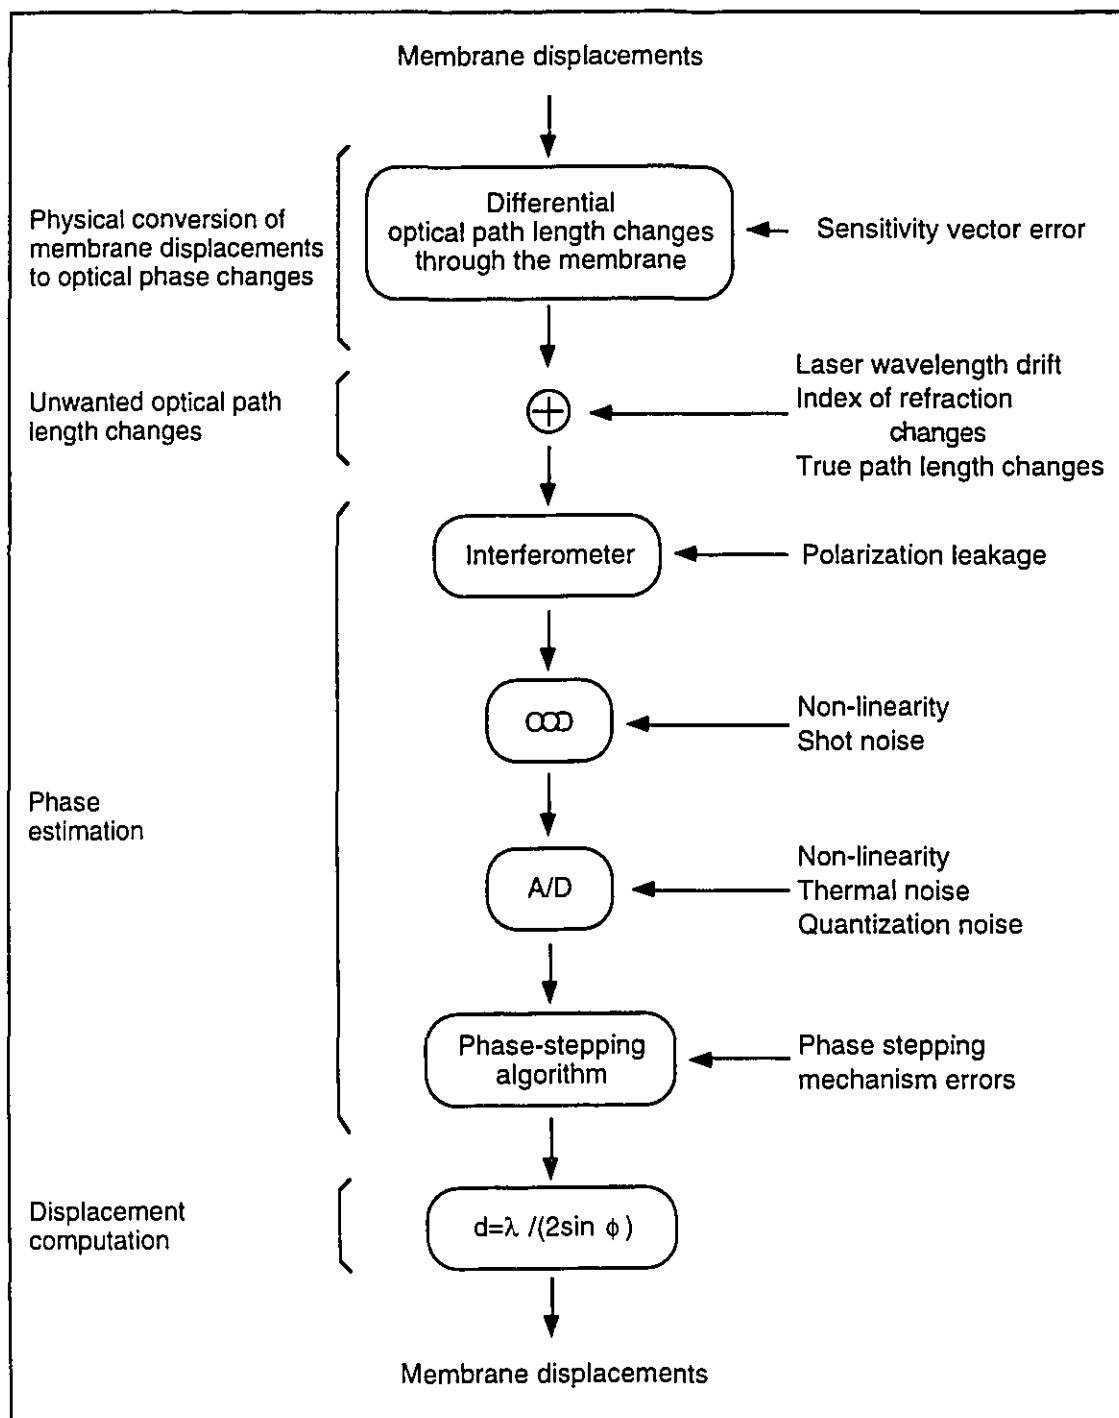 Membrane displacements
Physical conversion of
membrane displacements
to optical phase changes
Differential
optical path length changes
through the membrane
Sensitivity vector error
Unwanted optical path
length changes
Laser wavelength drift
Index of refraction
changes
True path length changes
Phase
estimation
Interferometer
Polarization leakage
CCD
Non-linearity
Shot noise
A/D
Non-linearity
Thermal noise
Quantization noise
Phase-stepping
algorithm
Phase stepping
mechanism errors
Displacement
computation
d=λ /(2sin ϕ)
Membrane displacements